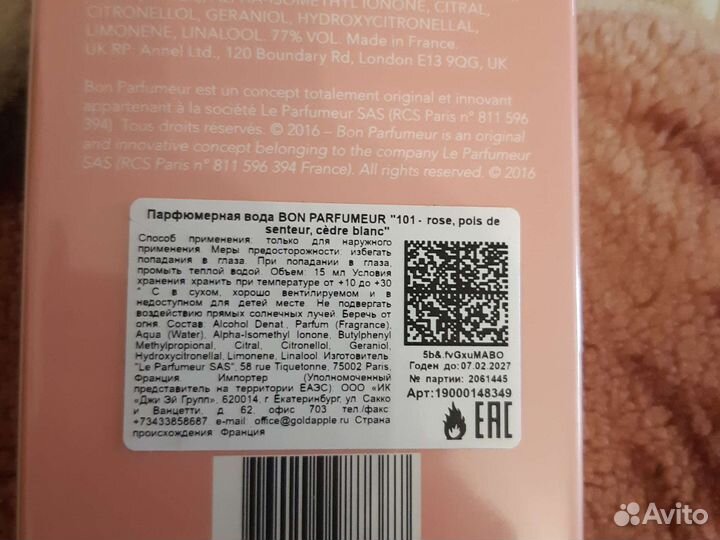 ALPHA-ISOMETHYL IONONE, CITRAL,
CITRONELLOL, GERANIOL, HYDROXYCITRONELLAL,
LIMONENE, LINALOOL. 77% VOL. Made in France.
UK RP: Annel Ltd., 120 Boundary Rd, London E13 9QG, UK
Bon Parfumeur est un concept totalement original et innovant
appartenant à la société Le Parfumeur SAS (RCS Paris n° 811 596
394) Tous droits réservés. © 2016 – Bon Parfumeur is an original
and innovative concept belonging to the company Le Parfumeur
SAS (RCS Paris n° 811 596 394 France). All rights reserved. © 2016
Парфюмерная вода BON PARFUMEUR "101 - rose, pois de
senteur, cèdre blanc"
Способ применения: только для наружного
применения Меры предосторожности: избегать
попадания в глаза. При попадании в глаза,
промыть теплой водой. Объем: 15 мл Условия
хранения хранить при температуре от +10 до +30
° С в сухом, хорошо вентилируемом и в
недоступном для детей месте. Не подвергать
воздействию прямых солнечных лучей Беречь от
огня. Состав: Alcohol Denat., Parfum (Fragrance),
Aqua (Water), Alpha-Isomethyl Ionone, Butylphenyl
Methylpropional, Citral, Citronellol, Geraniol,
Hydroxycitronellal, Limonene, Linalool Изготовитель
"Le Parfumeur SAS", 58 rue Tiquetonne, 75002 Paris,
Франция Импортер (Уполномоченный
представитель на территории ЕАЭС): ООО «ИК
«Джи Эй Групп», 620014, г Екатеринбург, ул. Сакко
и Ванцетти, д. 62, офис 703 тел./факс
+73433858687 e-mail office@goldapple.ru Страна
происхождения Франция
5b&.fvGxuMABO
Годен до: 07.02.2027
№ партии: 2061445
Арт:19000148349
EAC
Avito